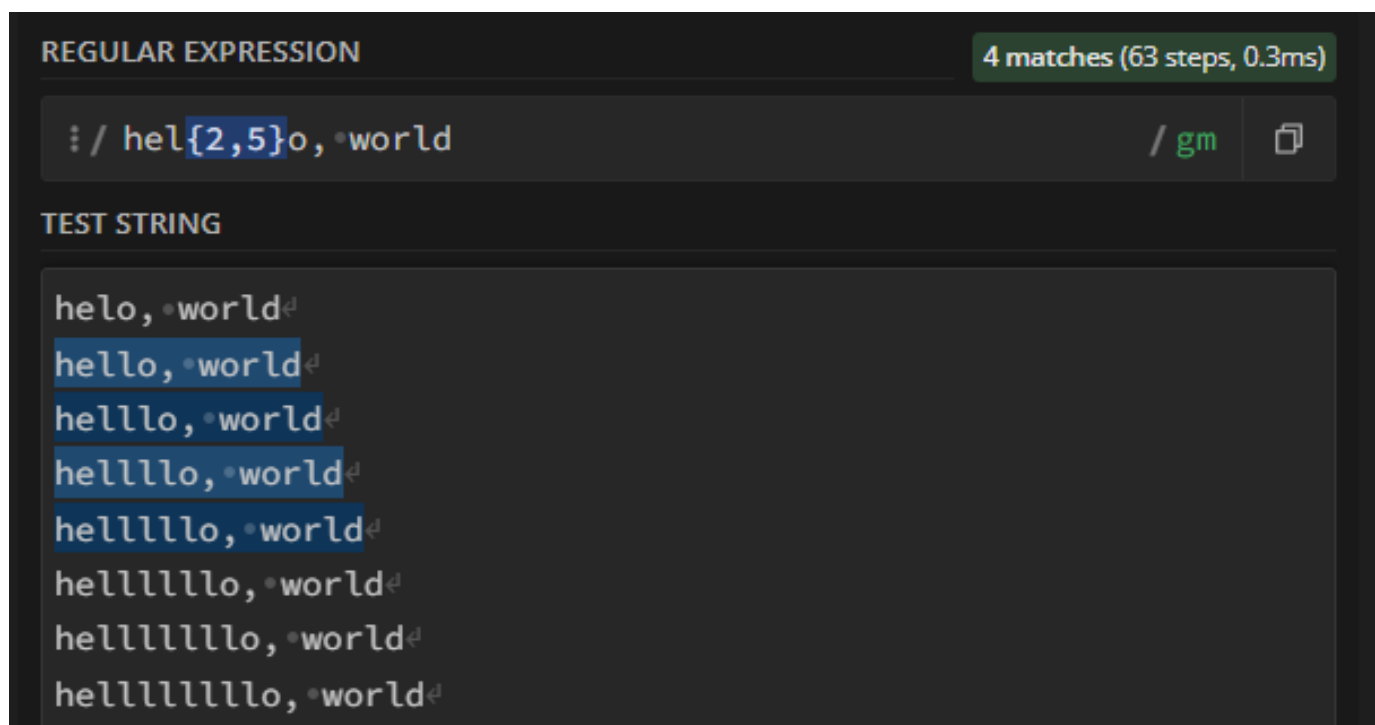 REGULAR EXPRESSION 4 matches (63 steps, 0.3ms)
/ hel{2,5}o, world / gm
TEST STRING
helo, world
hello, world
helllo, world
hellllo, world
helllllo, world
hellllllo, world
helllllllo, world
hellllllllo, world